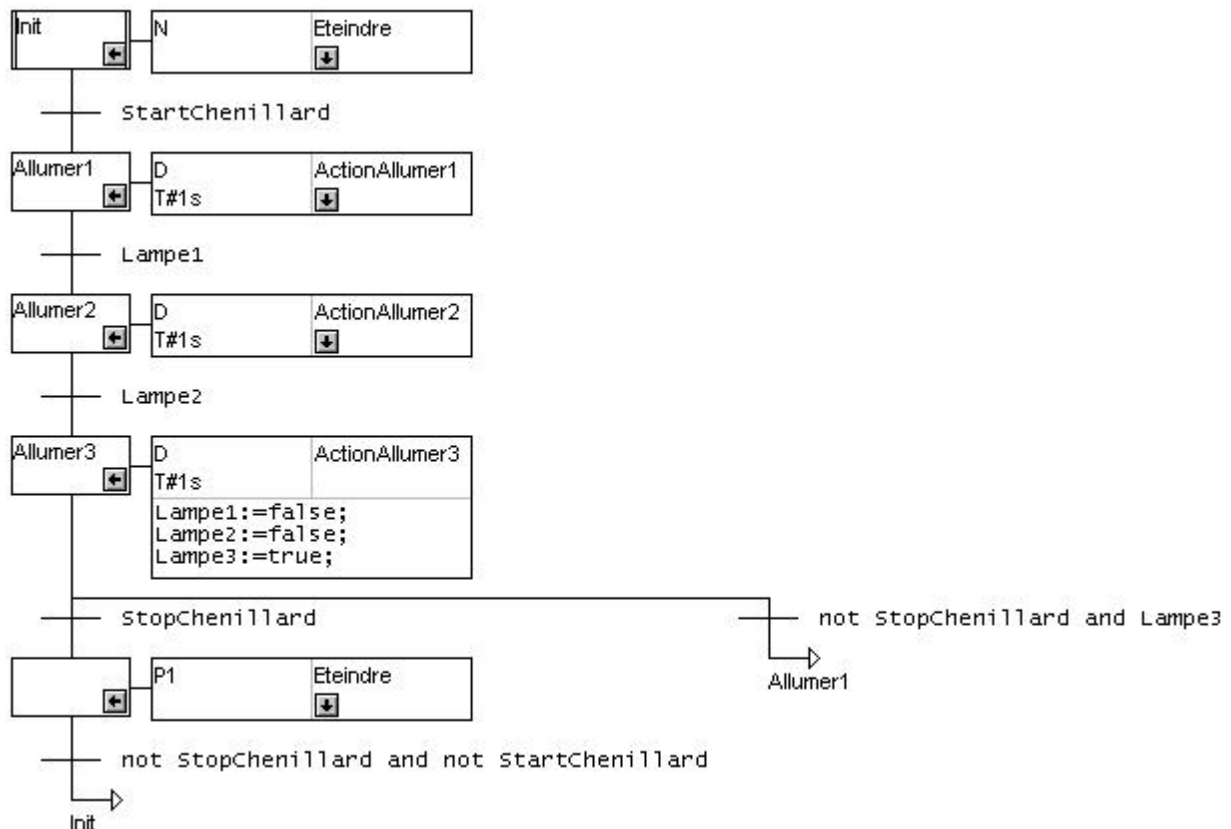 Init
N
Eteindre
StartChenillard
Allumer1
D
ActionAllumer1
T#1s
Lampe1
Allumer2
D
ActionAllumer2
T#1s
Lampe2
Allumer3
D
ActionAllumer3
T#1s
Lampe1:=false;
Lampe2:=false;
Lampe3:=true;
StopChenillard
not StopChenillard and Lampe3
Allumer1
P1
Eteindre
not StopChenillard and not StartChenillard
Init